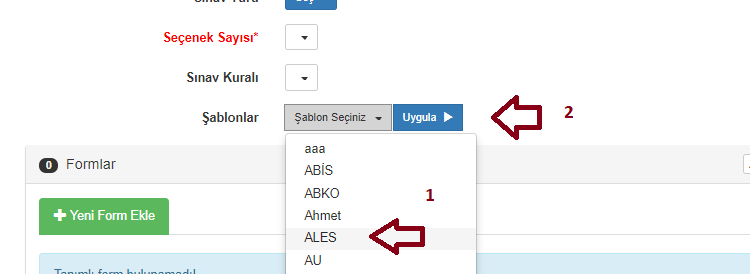 Seçenek Sayısı*
Sınav Kuralı
Şablonlar
Şablon Seçiniz
Uygula
2
aaa
0 Formlar
ABİS
ABKO
1
Ahmet
Yeni Form Ekle
ALES
AU